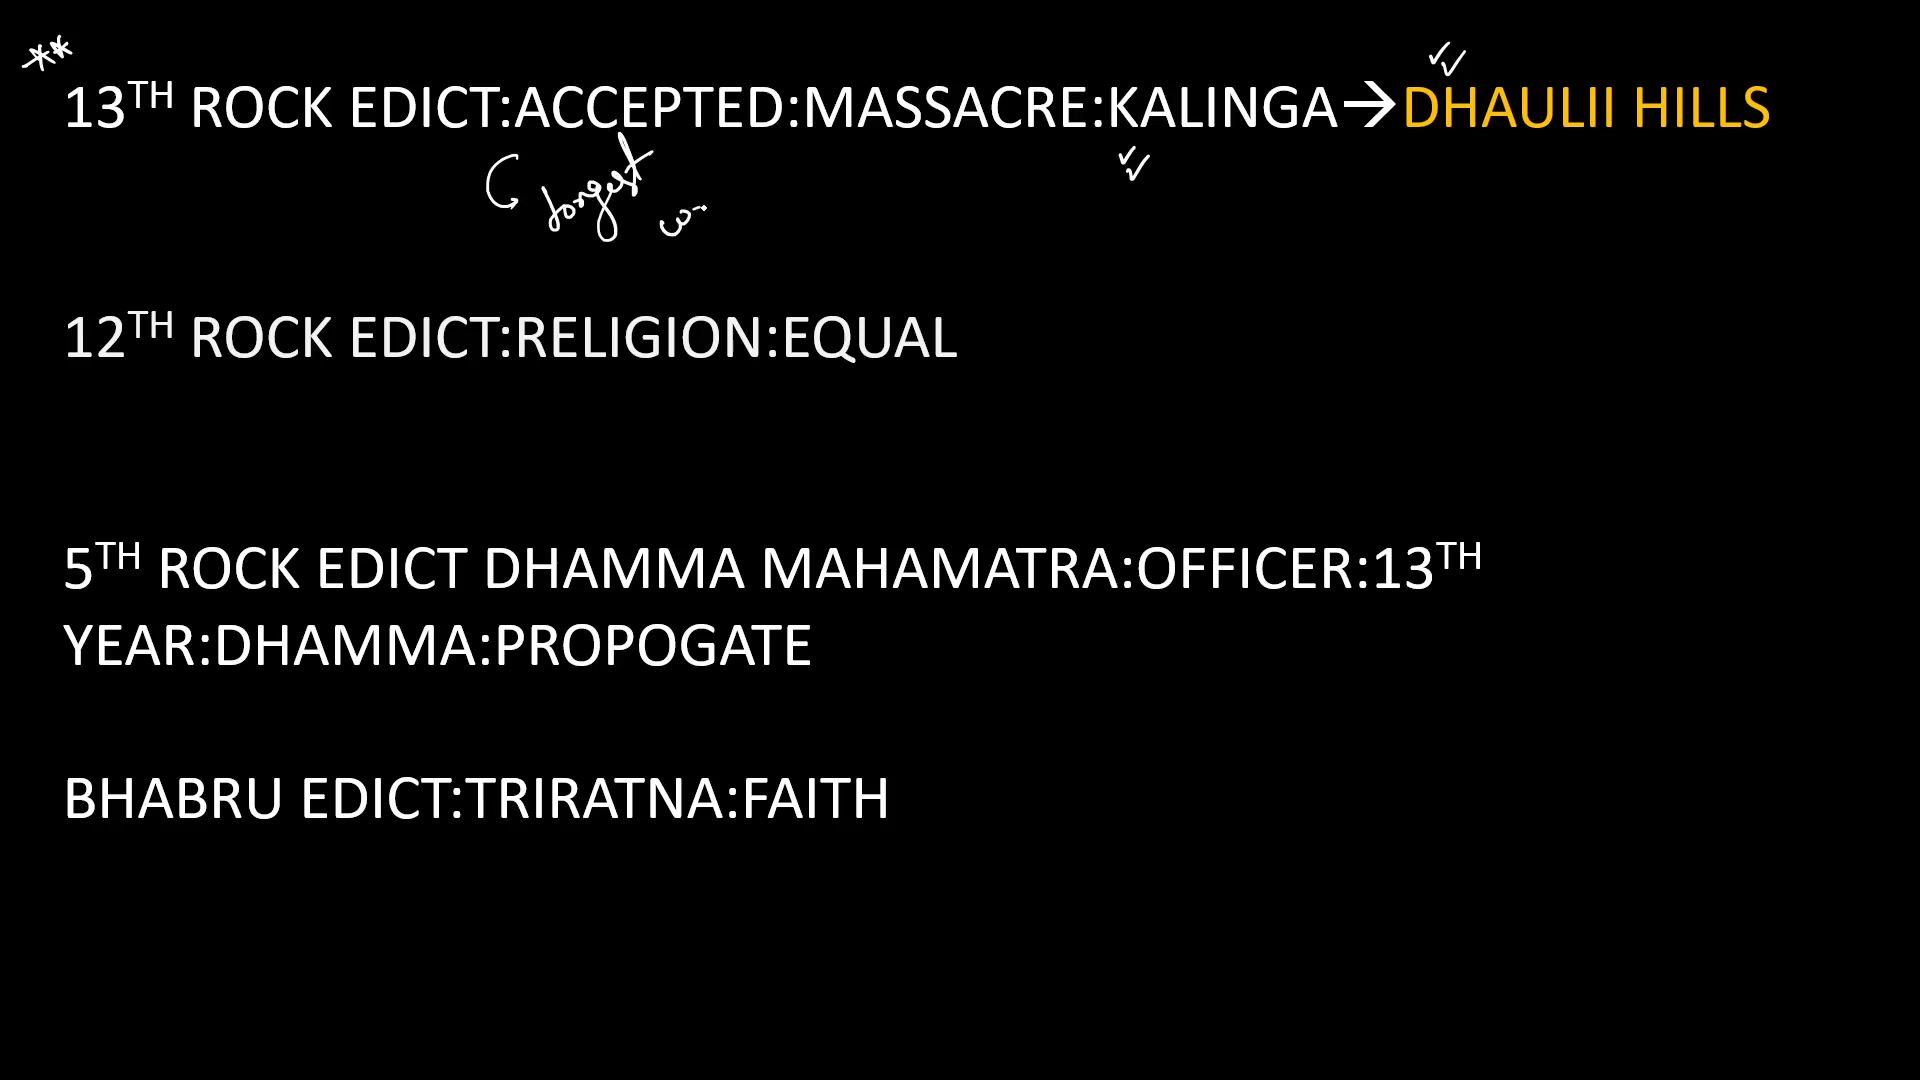 **
13TH ROCK EDICT:ACCEPTED:MASSACRE:KALINGA→DHAULII HILLS
longest
12TH ROCK EDICT:RELIGION:EQUAL
5TH ROCK EDICT DHAMMA MAHAMATRA:OFFICER:13TH
YEAR:DHAMMA:PROPOGATE
BHABRU EDICT:TRIRATNA:FAITH